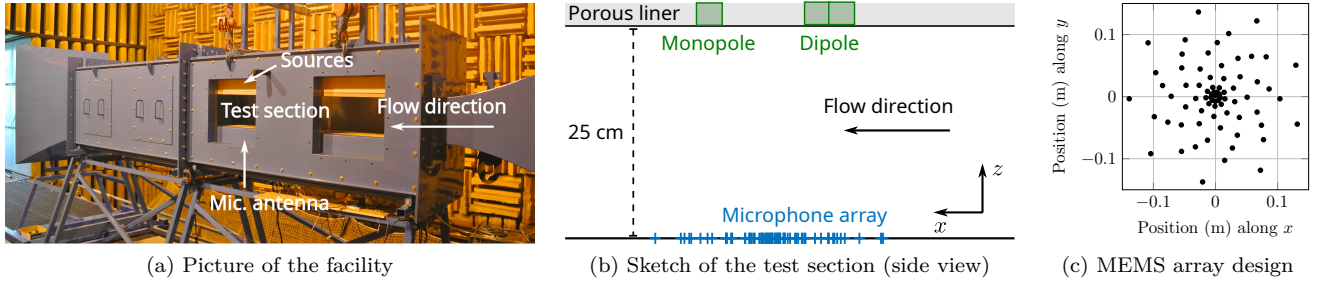 Sources
Test section
Flow direction
Mic. antenna
(a) Picture of the facility
Porous liner
Monopole
Dipole
Flow direction
25 cm
z
x
Microphone array
(b) Sketch of the test section (side view)
Position (m) along y
0.1
0
−0.1
−0.1
0
0.1
Position (m) along x
(c) MEMS array design